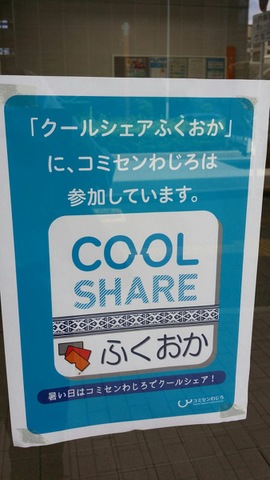 「クールシェアふくおか」
に、コミセンわじろは
参加しています。
COOL
SHARE
ふくおか
暑い日はコミセンわじろでクールシェア！
コミセンわじろ